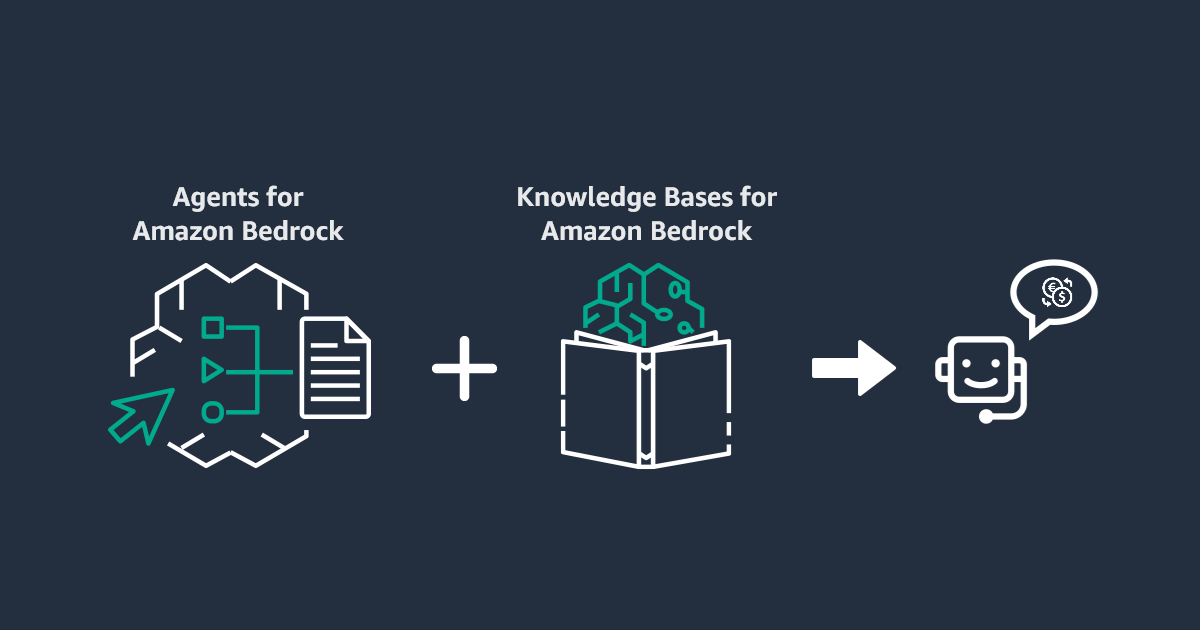 Agents for
Amazon Bedrock
Knowledge Bases for
Amazon Bedrock
€
$